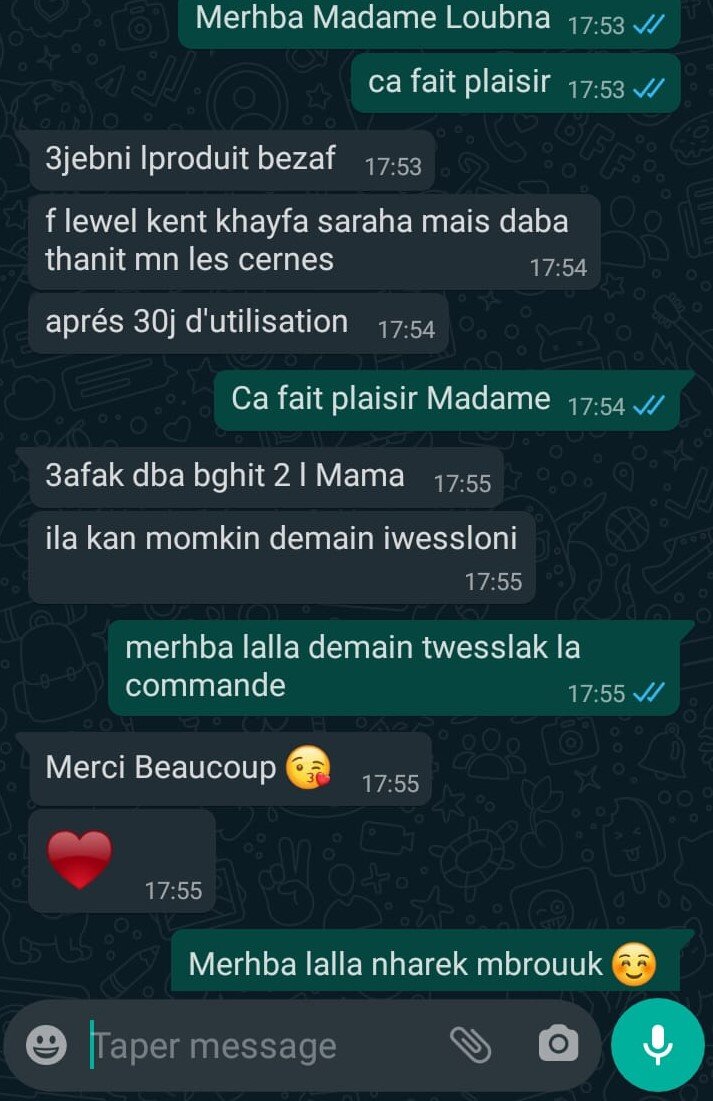 Merhba Madame Loubna 17:53
ca fait plaisir 17:53
3jebni lproduit bezaf 17:53
f lewel kent khayfa saraha mais daba
thanit mn les cernes 17:54
aprés 30j d'utilisation 17:54
Ca fait plaisir Madame 17:54
3afak dba bghit 2 l Mama 17:55
ila kan momkin demain iwessloni
17:55
merhba lalla demain twesslak la
commande 17:55
Merci Beaucoup 😘 17:55
❤️ 17:55
Merhba lalla nharek mbrouuk ☺️
Taper message